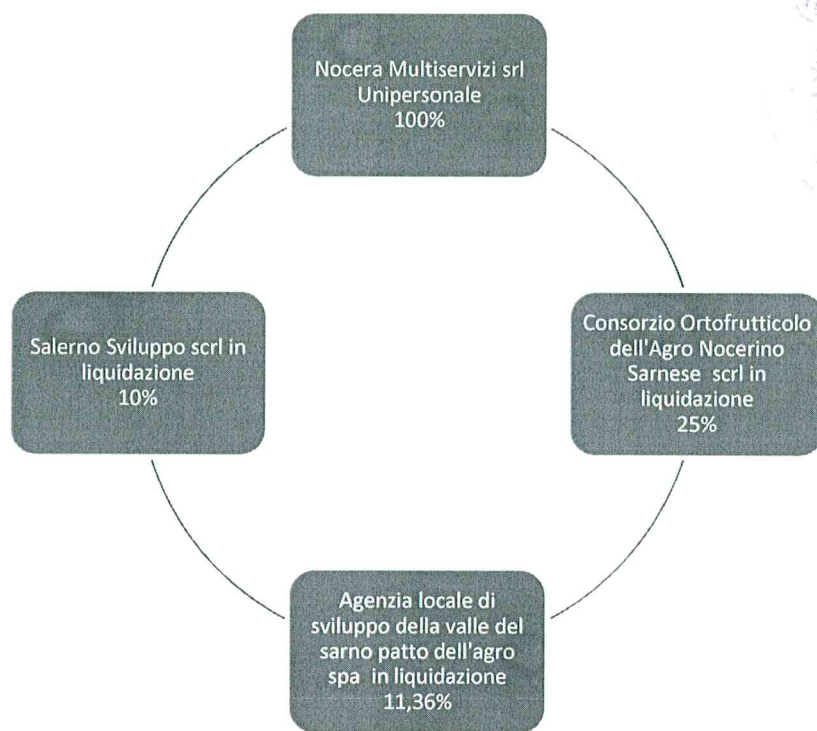 Nocera Multiservizi srl
Unipersonale
100%
Salerno Sviluppo scrl in
liquidazione
10%
Consorzio Ortofrutticolo
dell'Agro Nocerino
Sarnese scrl in
liquidazione
25%
Agenzia locale di
sviluppo della valle del
sarno patto dell'agro
spa in liquidazione
11,36%